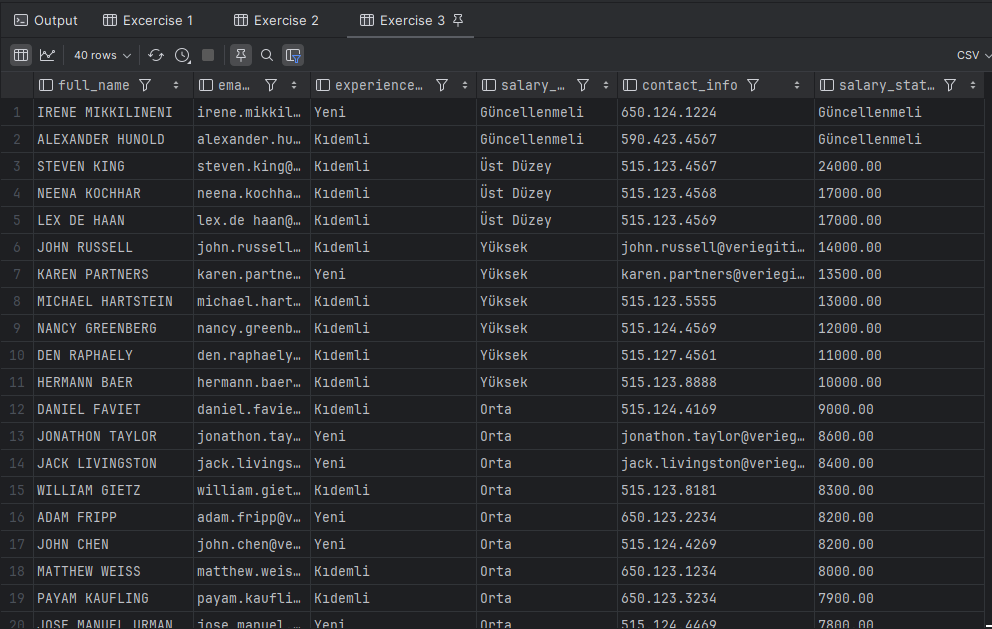 Output Excercise 1 Exercise 2 Exercise 3
40 rows CSV
full_name ema… experience… salary_… contact_info salary_stat…
1 IRENE MIKKILINENI irene.mikkil… Yeni Güncellenmeli 650.124.1224 Güncellenmeli
2 ALEXANDER HUNOLD alexander.hu… Kıdemli Güncellenmeli 590.423.4567 Güncellenmeli
3 STEVEN KING steven.king@… Kıdemli Üst Düzey 515.123.4567 24000.00
4 NEENA KOCHHAR neena.kochha… Kıdemli Üst Düzey 515.123.4568 17000.00
5 LEX DE HAAN lex.de haan@… Kıdemli Üst Düzey 515.123.4569 17000.00
6 JOHN RUSSELL john.russell… Kıdemli Yüksek john.russell@veriegiti… 14000.00
7 KAREN PARTNERS karen.partne… Yeni Yüksek karen.partners@veriegi… 13500.00
8 MICHAEL HARTSTEIN michael.hart… Kıdemli Yüksek 515.123.5555 13000.00
9 NANCY GREENBERG nancy.greenb… Kıdemli Yüksek 515.124.4569 12000.00
10 DEN RAPHAELY den.raphaely… Kıdemli Yüksek 515.127.4561 11000.00
11 HERMANN BAER hermann.baer… Kıdemli Yüksek 515.123.8888 10000.00
12 DANIEL FAVIET daniel.favie… Kıdemli Orta 515.124.4169 9000.00
13 JONATHON TAYLOR jonathon.tay… Yeni Orta jonathon.taylor@verieg… 8600.00
14 JACK LIVINGSTON jack.livings… Yeni Orta jack.livingston@verieg… 8400.00
15 WILLIAM GIETZ william.giet… Kıdemli Orta 515.123.8181 8300.00
16 ADAM FRIPP adam.fripp@v… Yeni Orta 650.123.2234 8200.00
17 JOHN CHEN john.chen@ve… Yeni Orta 515.124.4269 8200.00
18 MATTHEW WEISS matthew.weis… Kıdemli Orta 650.123.1234 8000.00
19 PAYAM KAUFLING payam.kaufli… Kıdemli Orta 650.123.3234 7900.00
20 JOSE MANUEL URMAN jose manuel.… Yeni Orta 515.124.4469 7800.00